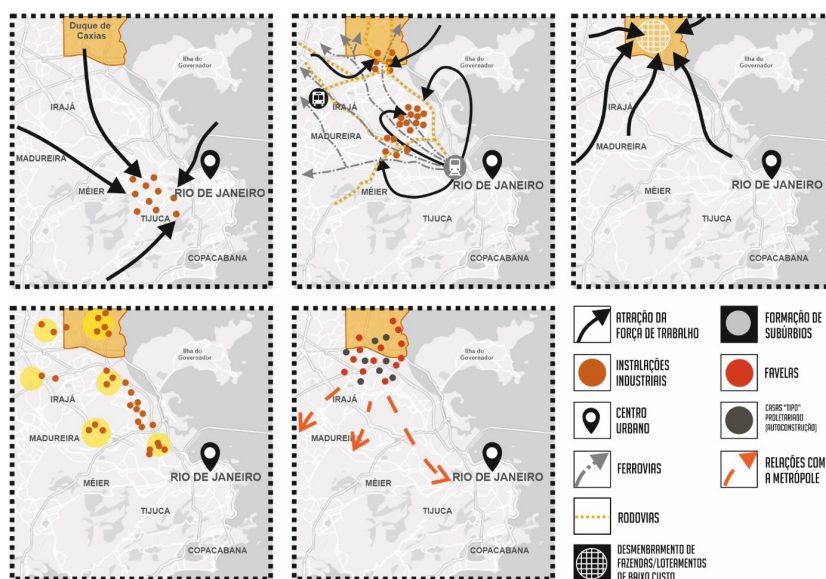 Duque de
Caxias
Ilha do
Governador
IRAJÁ
MADUREIRA
MÉIER
RIO DE JANEIRO
TIJUCA
COPACABANA
Ilha do
Governador
IRAJÁ
MADUREIRA
MÉIER
RIO DE JANEIRO
TIJUCA
COPACABANA
Ilha do
Governador
IRAJÁ
MADUREIRA
MÉIER
RIO DE JANEIRO
TIJUCA
COPACABANA
Ilha do
Governador
IRAJÁ
MADUREIRA
RIO DE JANEIRO
MÉIER
TIJUCA
COPACABANA
Ilha do
Governador
IRAJÁ
MADUREIRA
RIO DE JANEIRO
MÉIER
TIJUCA
COPACABANA
ATRAÇÃO DA
FORÇA DE TRABALHO
FORMAÇÃO DE
SUBÚRBIOS
INSTALAÇÕES
INDUSTRIAIS
FAVELAS
CENTRO
URBANO
CASAS "TIPO"
PROLETARIADO
(AUTOCONSTRUÇÃO)
FERROVIAS
RELAÇÕES COM
A METRÓPOLE
RODOVIAS
DESMENBRAMENTO DE
FAZENDAS/LOTEAMENTOS
DE BAIXO CUSTO